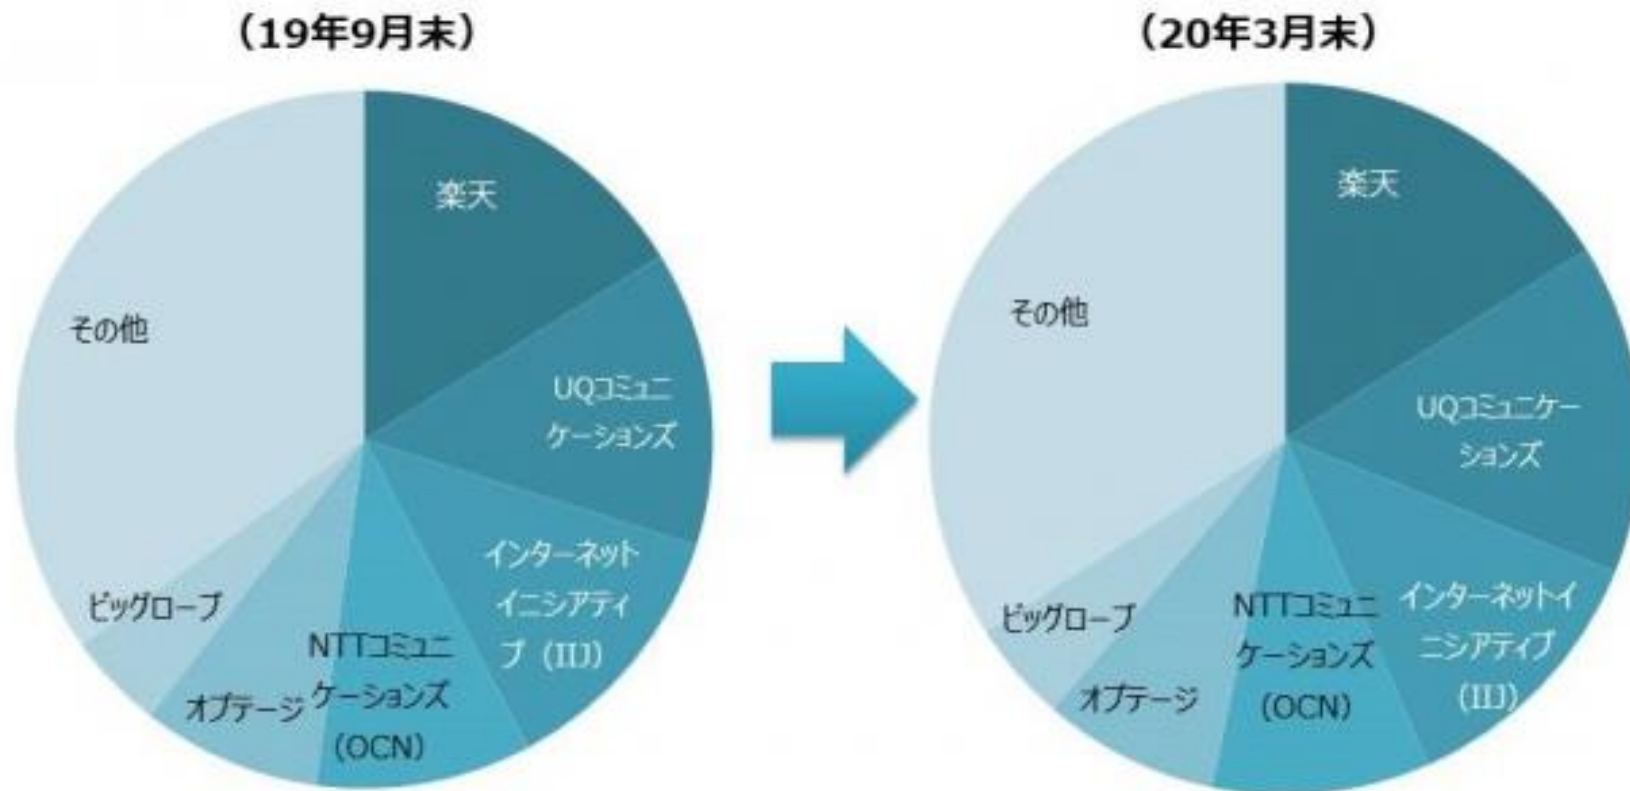 （19年9月末）
楽天
UQコミュニ
ケーションズ
インターネット
イニシアティ
ブ（IIJ）
NTTコミュニ
ケーションズ
（OCN）
オプテージ
ビッグローブ
その他
（20年3月末）
楽天
UQコミュニケー
ションズ
インターネットイ
ニシアティブ
（IIJ）
NTTコミュニ
ケーションズ
（OCN）
オプテージ
ビッグローブ
その他